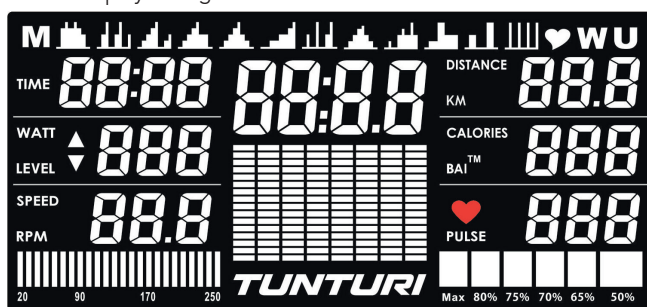 M W U
TIME 88:88
88:8.8
DISTANCE
KM 88.8
WATT
LEVEL 888
CALORIES
BAI™ 888
SPEED
RPM 88.8
PULSE 888
20 90 170 250
TUNTURI
Max 80% 75% 70% 65% 50%